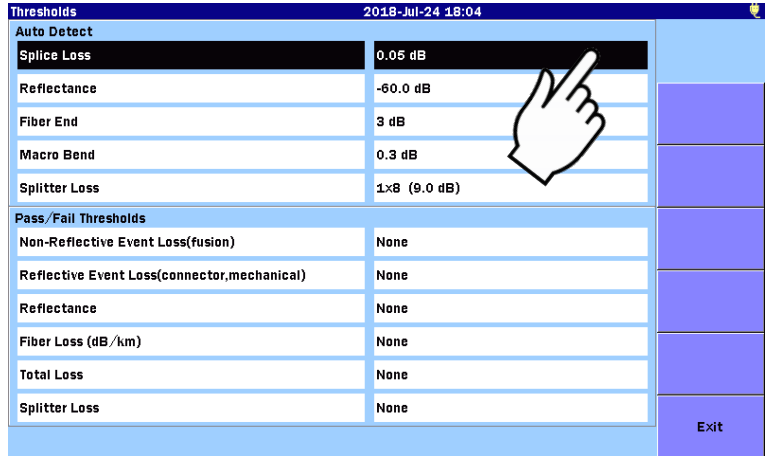 Thresholds 2018-Jul-24 18:04
Auto Detect
Splice Loss 0.05 dB
Reflectance -60.0 dB
Fiber End 3 dB
Macro Bend 0.3 dB
Splitter Loss 1×8 (9.0 dB)
Pass/Fail Thresholds
Non-Reflective Event Loss(fusion) None
Reflective Event Loss(connector,mechanical) None
Reflectance None
Fiber Loss (dB/km) None
Total Loss None
Splitter Loss None
Exit